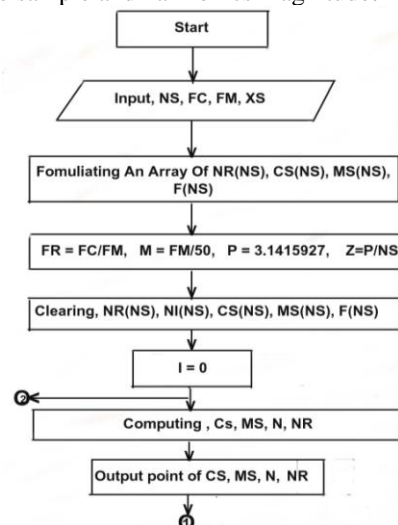 Start
Input, NS, FC, FM, XS
Fomuliating An Array Of NR(NS), CS(NS), MS(NS),
F(NS)
FR = FC/FM, M = FM/50, P = 3.1415927, Z=P/NS
Clearing, NR(NS), NI(NS), CS(NS), MS(NS), F(NS)
I = 0
2
Computing , Cs, MS, N, NR
Output point of CS, MS, N, NR
1